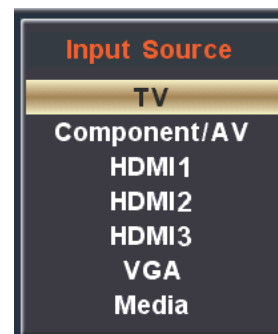 Input Source
TV
Component/AV
HDMI1
HDMI2
HDMI3
VGA
Media